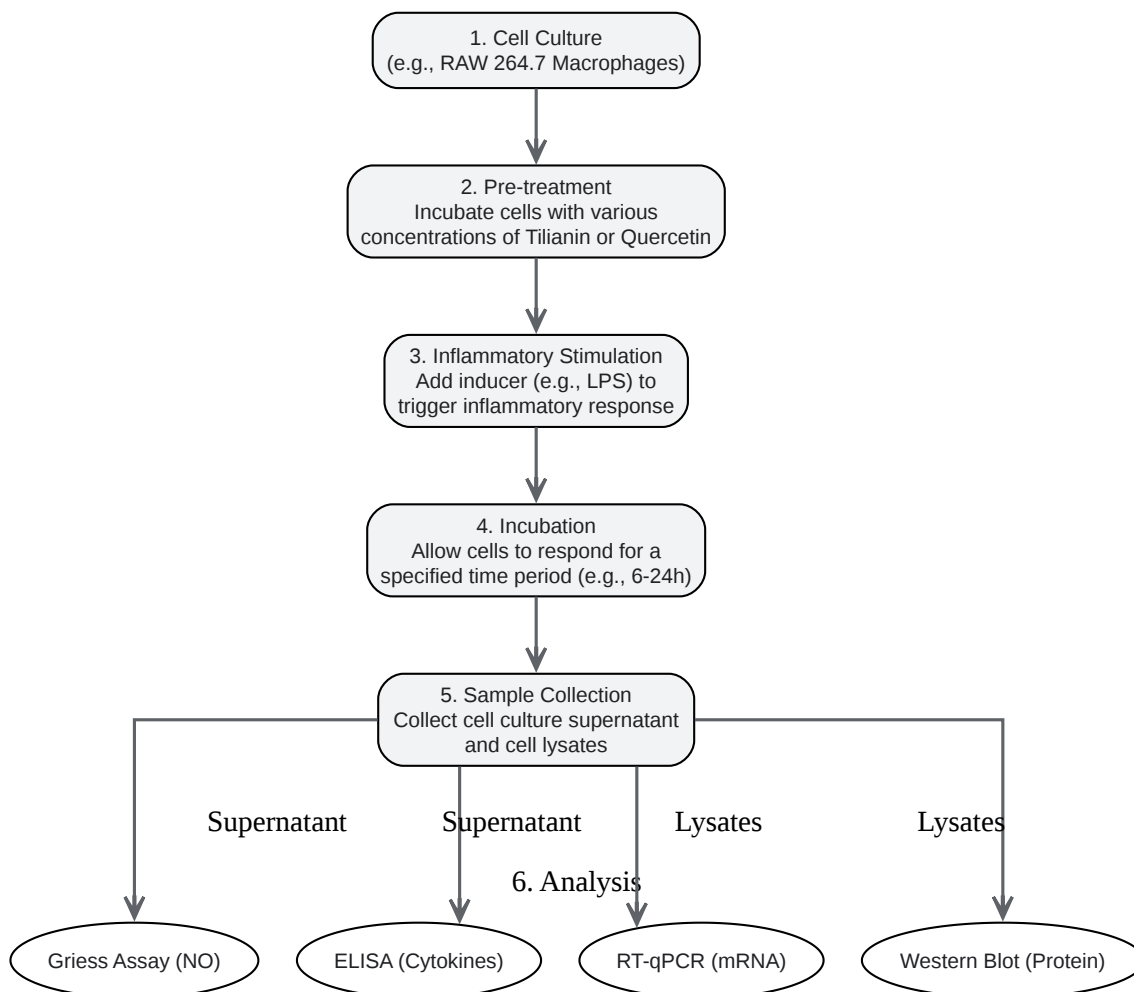 1. Cell Culture
(e.g., RAW 264.7 Macrophages)
2. Pre-treatment
Incubate cells with various
concentrations of Tilianin or Quercetin
3. Inflammatory Stimulation
Add inducer (e.g., LPS) to
trigger inflammatory response
4. Incubation
Allow cells to respond for a
specified time period (e.g., 6-24h)
5. Sample Collection
Collect cell culture supernatant
and cell lysates
Supernatant
Supernatant
Lysates
Lysates
6. Analysis
Griess Assay (NO)
ELISA (Cytokines)
RT-qPCR (mRNA)
Western Blot (Protein)